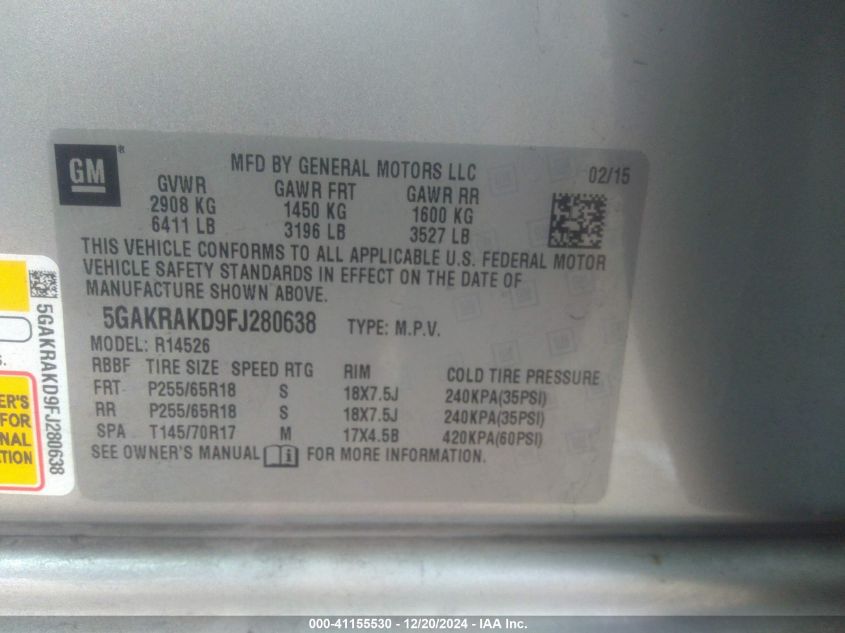 GM
MFD BY GENERAL MOTORS LLC 02/15
GVWR GAWR FRT GAWR RR
2908 KG 1450 KG 1600 KG
6411 LB 3196 LB 3527 LB
THIS VEHICLE CONFORMS TO ALL APPLICABLE U.S. FEDERAL MOTOR
VEHICLE SAFETY STANDARDS IN EFFECT ON THE DATE OF
MANUFACTURE SHOWN ABOVE.
5GAKRAKD9FJ280638 TYPE: M.P.V.
MODEL: R14526
RBBF TIRE SIZE SPEED RTG RIM COLD TIRE PRESSURE
FRT P255/65R18 S 18X7.5J 240KPA(35PSI)
RR P255/65R18 S 18X7.5J 240KPA(35PSI)
SPA T145/70R17 M 17X4.5B 420KPA(60PSI)
SEE OWNER'S MANUAL FOR MORE INFORMATION.
5GAKRAKD9FJ280638
S.
ER'S
FOR
NAL
TION
000-41155530 - 12/20/2024 - IAA Inc.